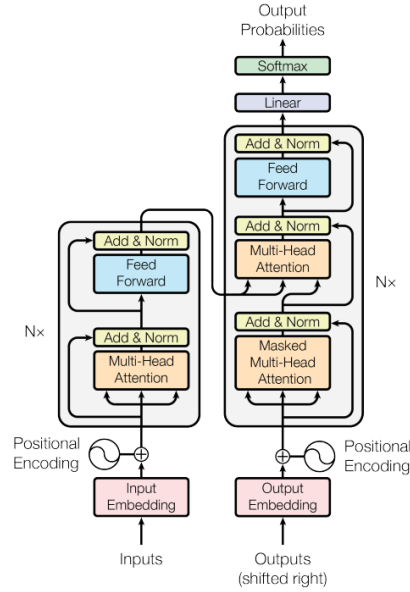 Output
Probabilities
Softmax
Linear
Add & Norm
Feed
Forward
Add & Norm
Multi-Head
Attention
Add & Norm
Masked
Multi-Head
Attention
N×
Add & Norm
Feed
Forward
N×
Add & Norm
Multi-Head
Attention
Positional
Encoding
Positional
Encoding
Input
Embedding
Output
Embedding
Inputs
Outputs
(shifted right)